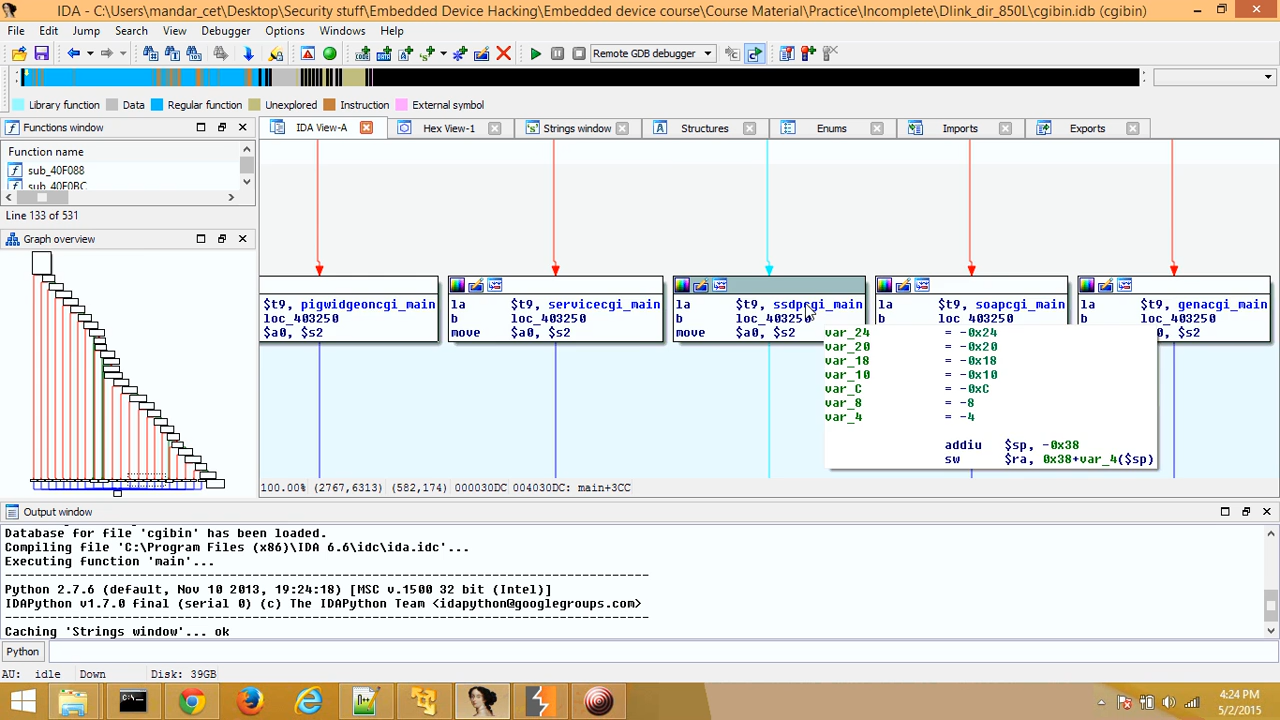 IDA - C:\Users\mandar_cet\Desktop\Security stuff\Embedded Device Hacking\Embedded device course\Course Material\Practice\Incomplete\Dlink_dir_850L\cgibin.idb (cgibin)
File Edit Jump Search View Debugger Options Windows Help
Remote GDB debugger
Library function Data Regular function Unexplored Instruction External symbol
Functions window
IDA View-A Hex View-1 Strings window Structures Enums Imports Exports
Function name
sub_40F088
sub_40F0BC
Line 133 of 531
Graph overview
$t9, pigwidgeoncgi_main
loc_403250
$a0, $s2
la $t9, servicecgi_main
b loc_403250
move $a0, $s2
la $t9, ssdpcgi_main
b loc_403250
move $a0, $s2
la $t9, soapcgi_main
b loc_403250
la $t9, genacgi_main
b loc_403250
0, $s2
var_24 = -0x24
var_20 = -0x20
var_18 = -0x18
var_10 = -0x10
var_C = -0xC
var_8 = -8
var_4 = -4
addiu $sp, -0x38
sw $ra, 0x38+var_4($sp)
100.00% (2767,6313) (582,174) 000030DC 004030DC: main+3CC
Output window
Database for file 'cgibin' has been loaded.
Compiling file 'C:\Program Files (x86)\IDA 6.6\idc\ida.idc'...
Executing function 'main'...
---------------------------------------------------------------------------------------------
Python 2.7.6 (default, Nov 10 2013, 19:24:18) [MSC v.1500 32 bit (Intel)]
IDAPython v1.7.0 final (serial 0) (c) The IDAPython Team <idapython@googlegroups.com>
---------------------------------------------------------------------------------------------
Caching 'Strings window'... ok
Python
AU: idle Down Disk: 39GB
4:24 PM
5/2/2015